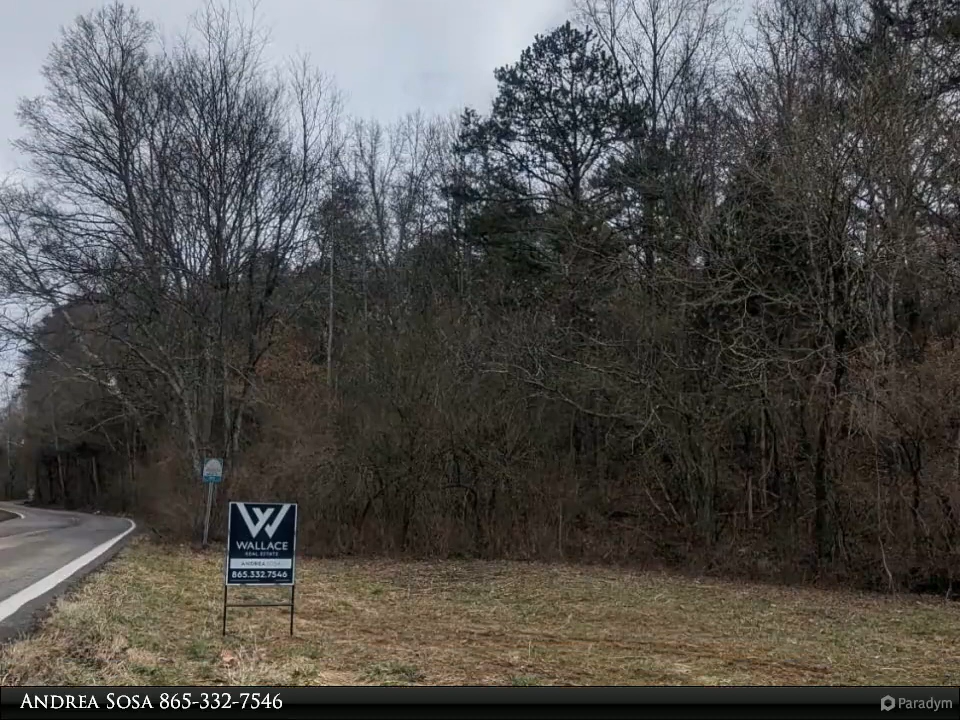 W
WALLACE
REAL ESTATE
ANDREA SOSA
865.332.7546
ANDREA SOSA 865-332-7546
Paradym